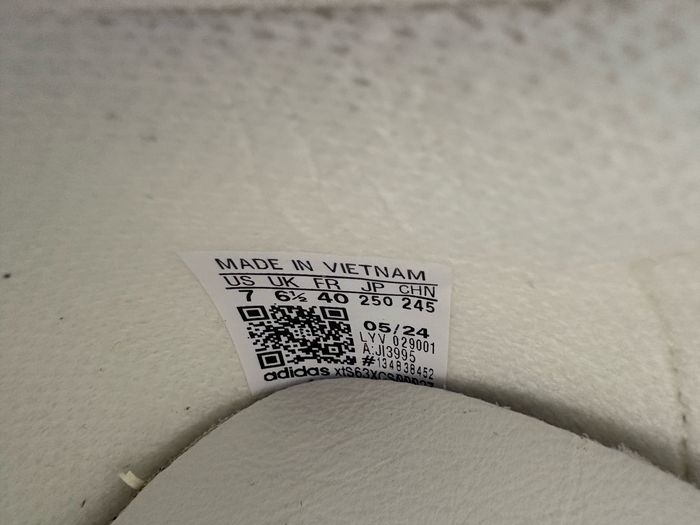 MADE IN VIETNAM
US UK FR JP CHN
7 6½ 40 250 245
05/24
LYV 029001
A:JI3995
#134838452
adidas